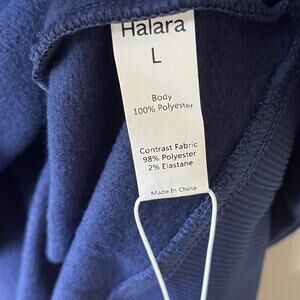 Halara
L
Body
100% Polyester
Contrast Fabric
98% Polyester
2% Elastane
Made In China